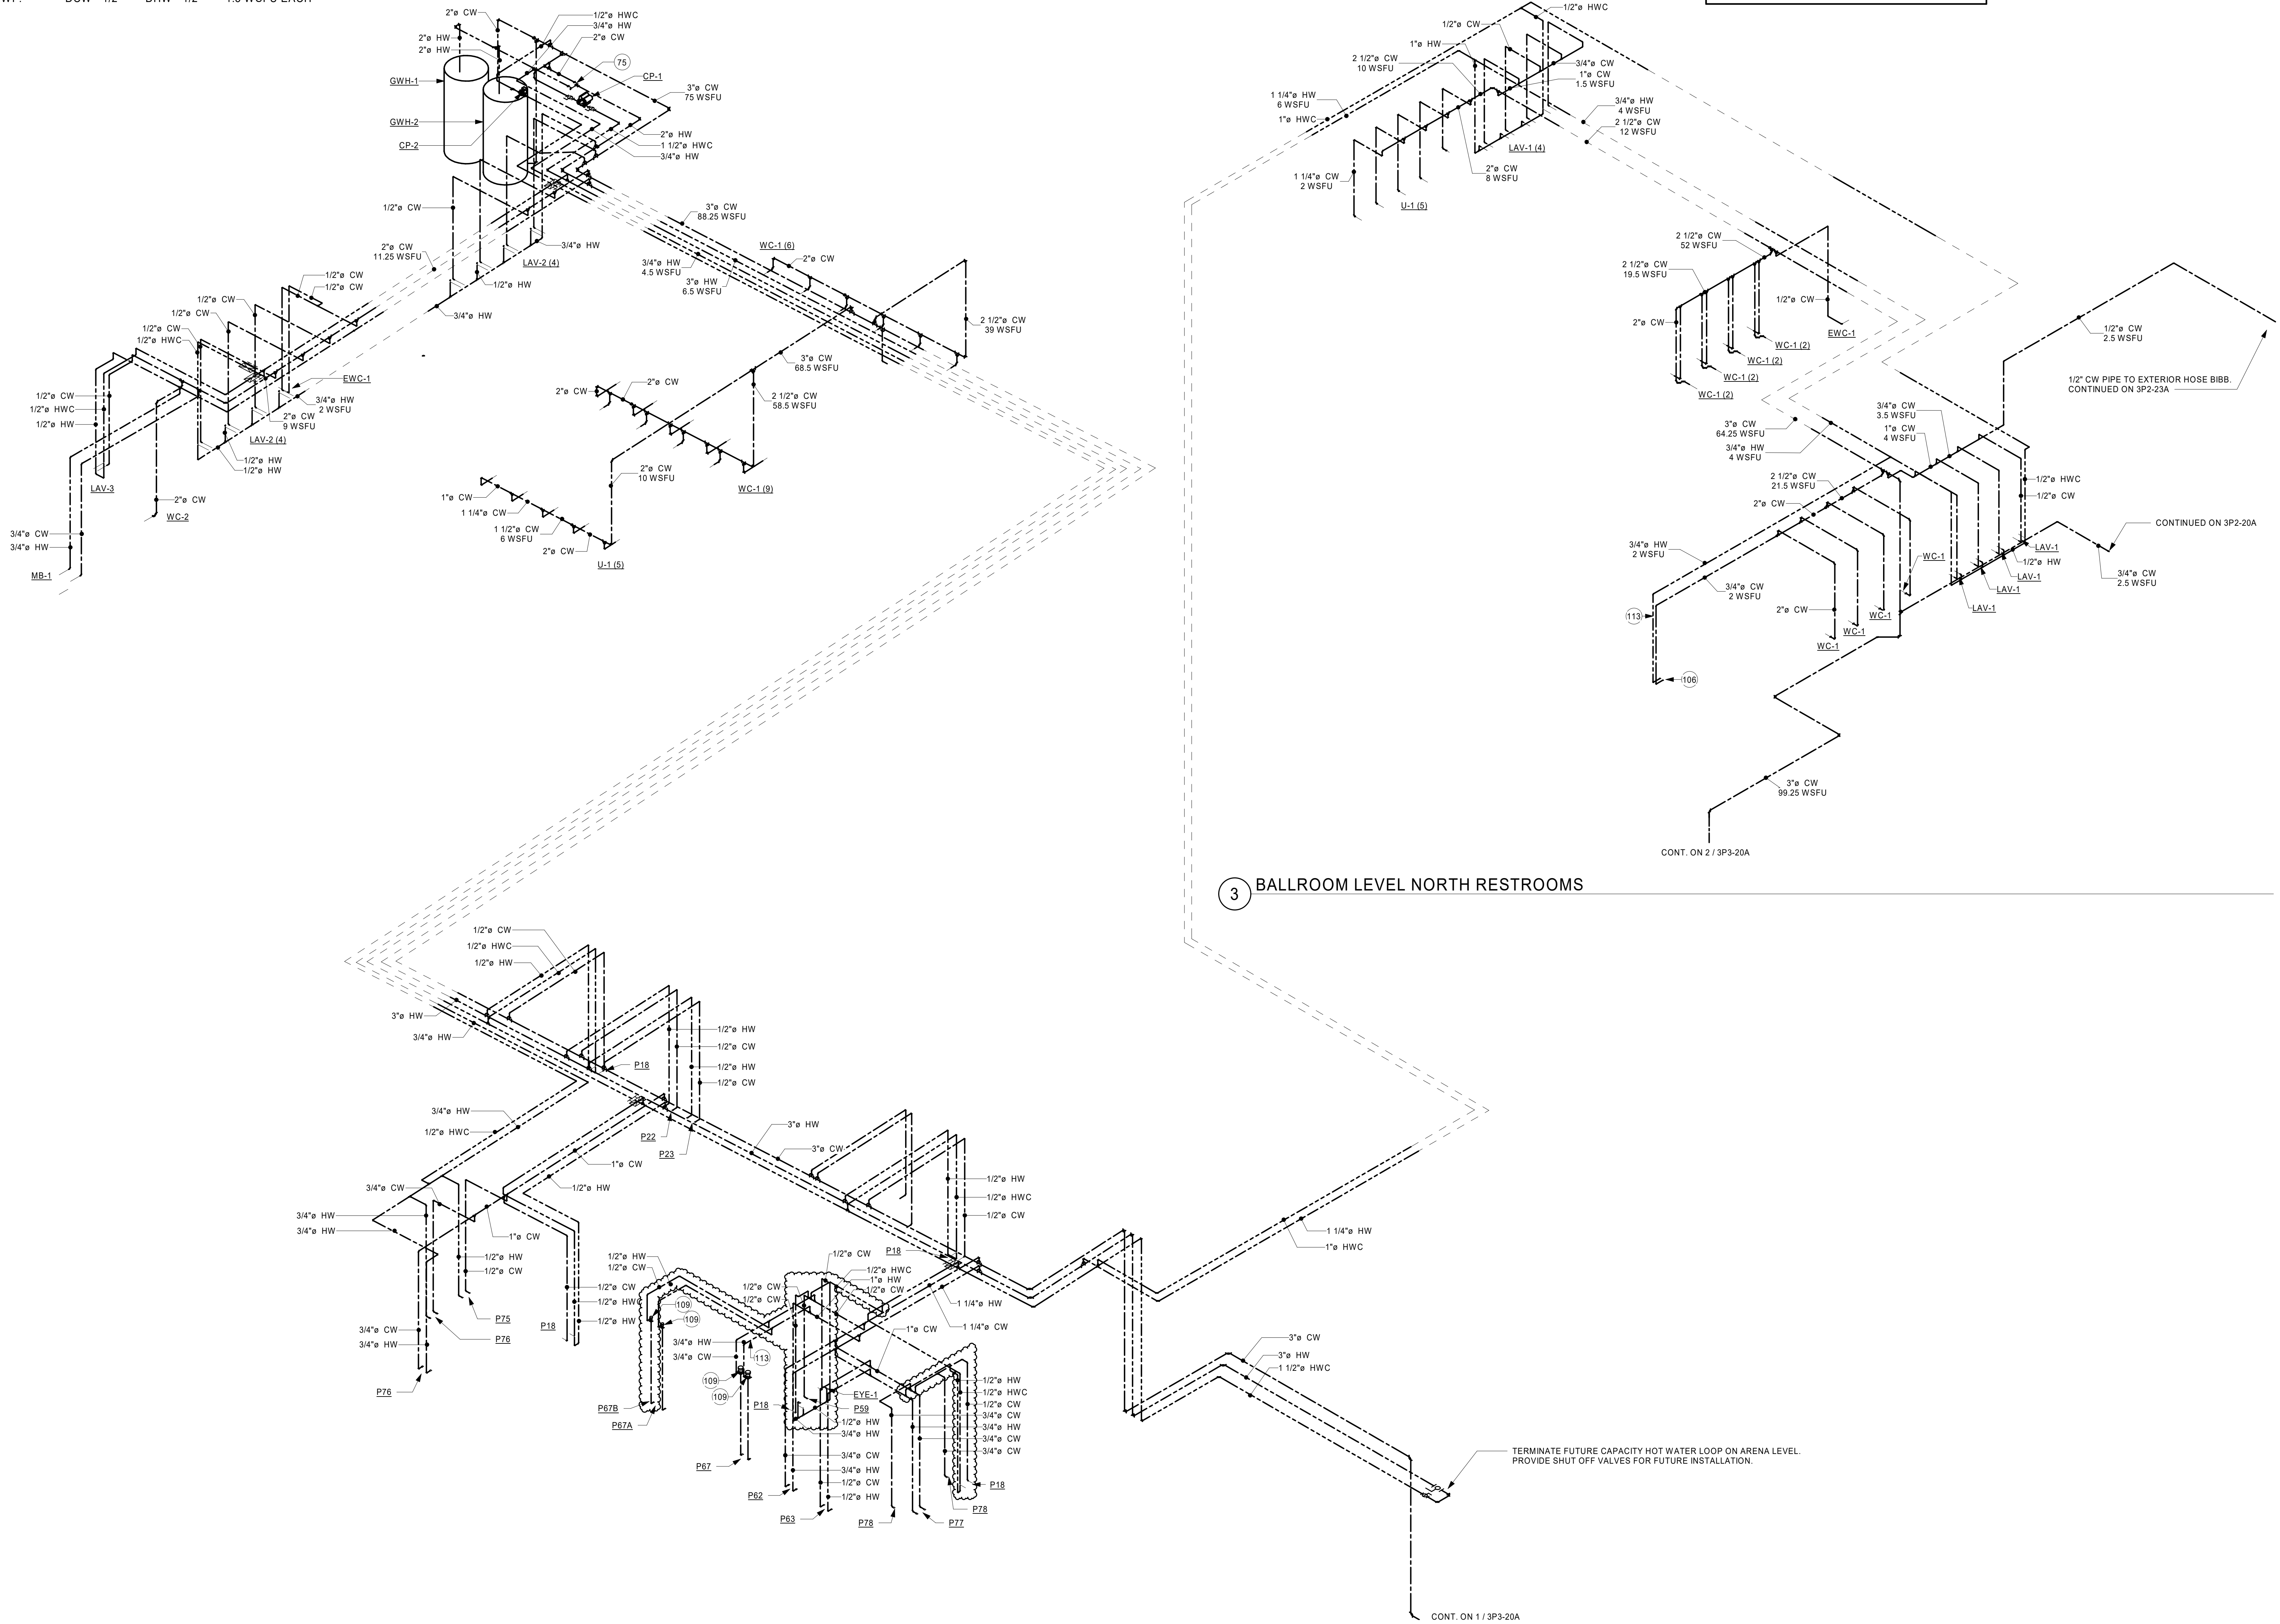 1/2"ø HWC
3/4"ø HW
2"ø CW
2"ø CW
2"ø HW
2"ø HW
75
GWH-1
CP-1
3"ø CW
75 WSFU
GWH-2
CP-2
2"ø HW
1 1/2"ø HWC
3/4"ø HW
1/2"ø CW
3"ø CW
88.25 WSFU
2"ø CW
11.25 WSFU
3/4"ø HW
LAV-2 (4)
WC-1 (6)
2"ø CW
3/4"ø HW
4.5 WSFU
3"ø HW
6.5 WSFU
1/2"ø HW
3/4"ø HW
1/2"ø CW
1/2"ø CW
1/2"ø CW
1/2"ø CW
1/2"ø CW
1/2"ø HWC
2 1/2"ø CW
39 WSFU
3"ø CW
68.5 WSFU
EWC-1
3/4"ø HW
2 WSFU
2"ø CW
9 WSFU
LAV-2 (4)
1/2"ø HW
1/2"ø HW
1/2"ø CW
1/2"ø HWC
1/2"ø HW
LAV-3
2"ø CW
WC-2
3/4"ø CW
3/4"ø HW
MB-1
2"ø CW
2"ø CW
2 1/2"ø CW
58.5 WSFU
2"ø CW
10 WSFU
WC-1 (9)
1"ø CW
1 1/4"ø CW
1 1/2"ø CW
6 WSFU
2"ø CW
U-1 (5)
1/2"ø HWC
1/2"ø CW
1"ø HW
2 1/2"ø CW
10 WSFU
3/4"ø CW
1"ø CW
1.5 WSFU
1 1/4"ø HW
6 WSFU
1"ø HWC
3/4"ø HW
4 WSFU
2 1/2"ø CW
12 WSFU
LAV-1 (4)
2"ø CW
8 WSFU
1 1/4"ø CW
2 WSFU
U-1 (5)
2 1/2"ø CW
52 WSFU
2 1/2"ø CW
19.5 WSFU
1/2"ø CW
2"ø CW
EWC-1
WC-1 (2)
WC-1 (2)
WC-1 (2)
WC-1 (2)
1/2"ø CW
2.5 WSFU
1/2" CW PIPE TO EXTERIOR HOSE BIBB.
CONTINUED ON 3P2-23A
3"ø CW
64.25 WSFU
3/4"ø HW
4 WSFU
3/4"ø CW
3.5 WSFU
1"ø CW
4 WSFU
2 1/2"ø CW
21.5 WSFU
2"ø CW
1/2"ø HWC
1/2"ø CW
CONTINUED ON 3P2-20A
3/4"ø HW
2 WSFU
3/4"ø CW
2 WSFU
113
106
2"ø CW
WC-1
WC-1
WC-1
WC-1
LAV-1
1/2"ø HW
LAV-1
LAV-1
LAV-1
3/4"ø CW
2.5 WSFU
3"ø CW
99.25 WSFU
CONT. ON 2 / 3P3-20A
3 BALLROOM LEVEL NORTH RESTROOMS
1/2"ø CW
1/2"ø HWC
1/2"ø HW
3"ø HW
3/4"ø HW
P18
1/2"ø HW
1/2"ø CW
1/2"ø HW
1/2"ø CW
3/4"ø HW
1/2"ø HWC
P22
P23
3"ø HW
3"ø CW
1"ø CW
1/2"ø HW
3/4"ø CW
3/4"ø HW
3/4"ø HW
1"ø CW
1/2"ø HW
1/2"ø CW
1/2"ø CW
1/2"ø HWC
1/2"ø HW
P75
P76
P18
3/4"ø CW
3/4"ø HW
P76
1/2"ø HW
1/2"ø HWC
1/2"ø CW
P18
1/2"ø HW
1/2"ø CW
1/2"ø CW
1/2"ø HWC
1"ø HW
1/2"ø CW
1/2"ø CW
1/2"ø CW
1 1/4"ø HW
1 1/4"ø CW
1"ø CW
109
109
3/4"ø HW
3/4"ø CW
113
109
109
P67B
P67A
P67
P18
EYE-1
P59
1/2"ø HW
3/4"ø HW
3/4"ø CW
3/4"ø HW
1/2"ø CW
1/2"ø HW
P62
P63
1/2"ø HW
1/2"ø HWC
1/2"ø CW
3/4"ø CW
3/4"ø HW
3/4"ø CW
3/4"ø CW
P18
P78
P77
P78
1 1/4"ø HW
1"ø HWC
3"ø CW
3"ø HW
1 1/2"ø HWC
TERMINATE FUTURE CAPACITY HOT WATER LOOP ON ARENA LEVEL.
PROVIDE SHUT OFF VALVES FOR FUTURE INSTALLATION.
CONT. ON 1 / 3P3-20A